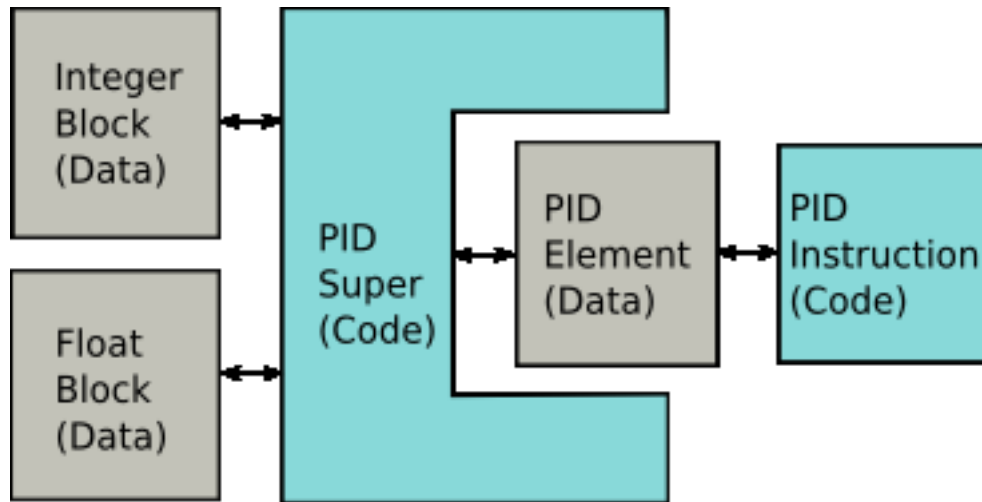 Integer
Block
(Data)
Float
Block
(Data)
PID
Super
(Code)
PID
Element
(Data)
PID
Instruction
(Code)